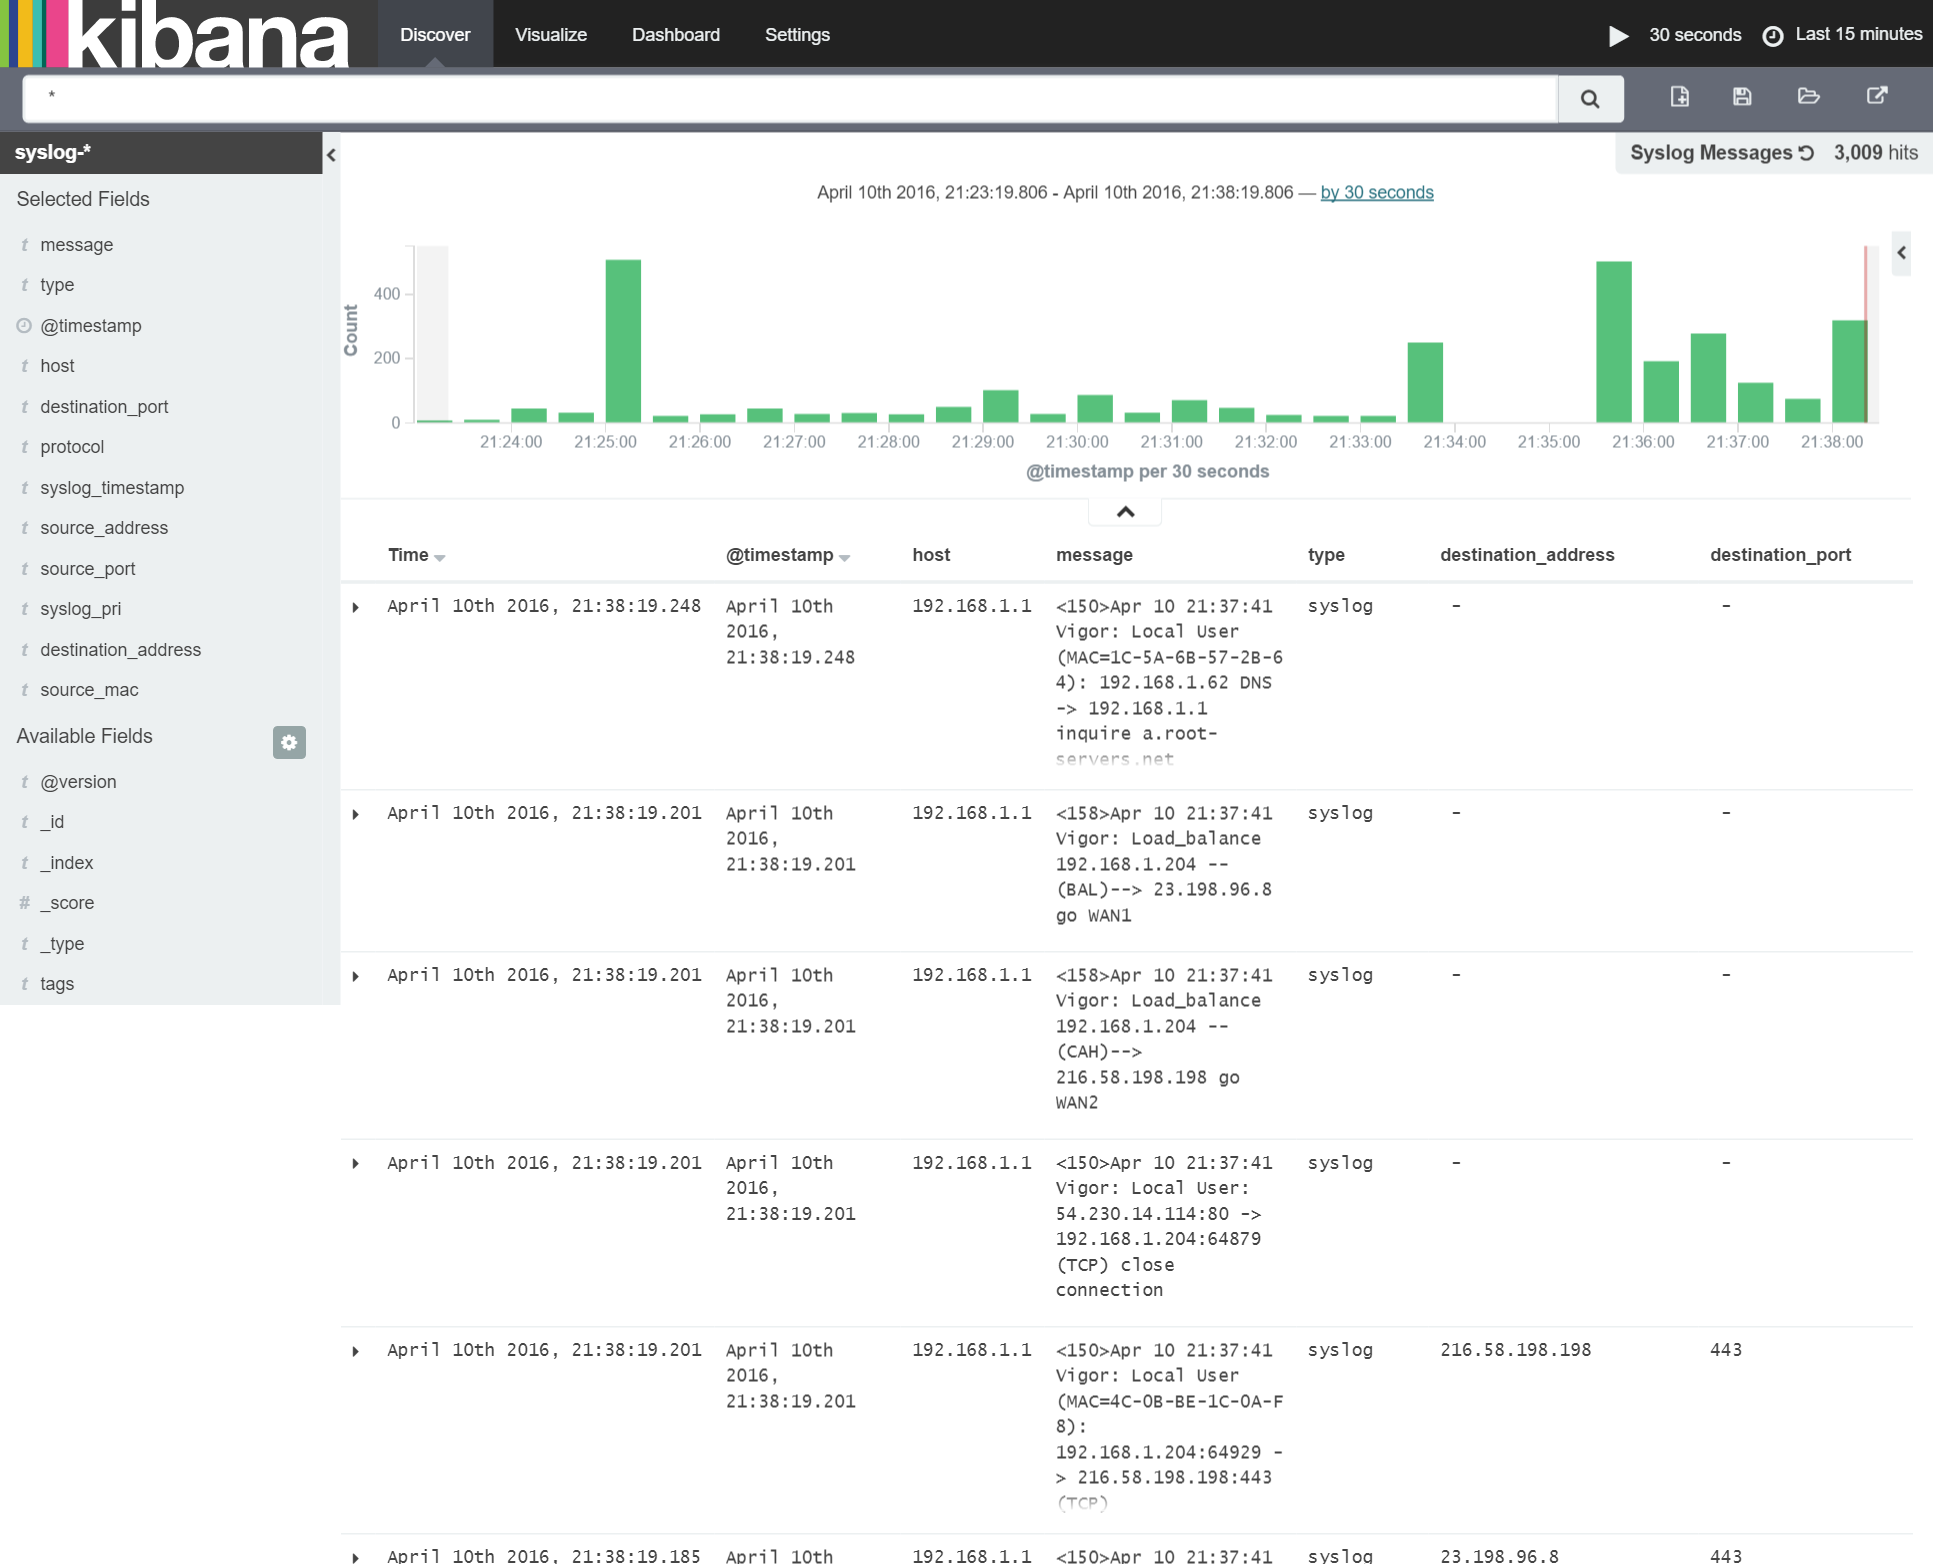 kibana
Discover
Visualize
Dashboard
Settings
30 seconds
Last 15 minutes
*
syslog-*
Syslog Messages
3,009 hits
Selected Fields
t message
t type
@timestamp
t host
t destination_port
t protocol
t syslog_timestamp
t source_address
t source_port
t syslog_pri
t destination_address
t source_mac
Available Fields
t @version
t _id
t _index
# _score
t _type
t tags
April 10th 2016, 21:23:19.806 - April 10th 2016, 21:38:19.806 — by 30 seconds
Count
400
200
0
21:24:00 21:25:00 21:26:00 21:27:00 21:28:00 21:29:00 21:30:00 21:31:00 21:32:00 21:33:00 21:34:00 21:35:00 21:36:00 21:37:00 21:38:00
@timestamp per 30 seconds
Time @timestamp host message type destination_address destination_port
April 10th 2016, 21:38:19.248 April 10th 192.168.1.1 <150>Apr 10 21:37:41 syslog - -
2016, Vigor: Local User
21:38:19.248 (MAC=1C-5A-6B-57-2B-6
4): 192.168.1.62 DNS
-> 192.168.1.1
inquire a.root-
servers.net
April 10th 2016, 21:38:19.201 April 10th 192.168.1.1 <158>Apr 10 21:37:41 syslog - -
2016, Vigor: Load_balance
21:38:19.201 192.168.1.204 --
(BAL)--> 23.198.96.8
go WAN1
April 10th 2016, 21:38:19.201 April 10th 192.168.1.1 <158>Apr 10 21:37:41 syslog - -
2016, Vigor: Load_balance
21:38:19.201 192.168.1.204 --
(CAH)-->
216.58.198.198 go
WAN2
April 10th 2016, 21:38:19.201 April 10th 192.168.1.1 <150>Apr 10 21:37:41 syslog - -
2016, Vigor: Local User:
21:38:19.201 54.230.14.114:80 ->
192.168.1.204:64879
(TCP) close
connection
April 10th 2016, 21:38:19.201 April 10th 192.168.1.1 <150>Apr 10 21:37:41 syslog 216.58.198.198 443
2016, Vigor: Local User
21:38:19.201 (MAC=4C-0B-BE-1C-0A-F
8):
192.168.1.204:64929 -
> 216.58.198.198:443
(TCP)
April 10th 2016, 21:38:19.185 April 10th 192.168.1.1 <150>Apr 10 21:37:41 syslog 23.198.96.8 443